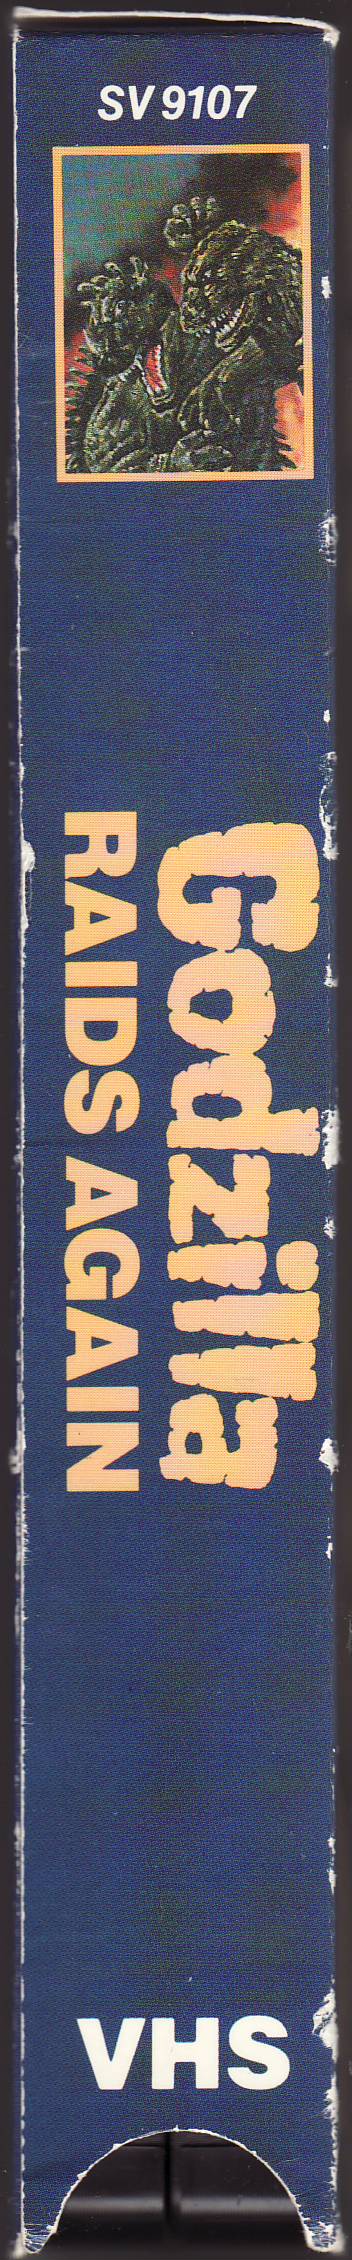 SV 9107
Godzilla
RAIDS AGAIN
VHS